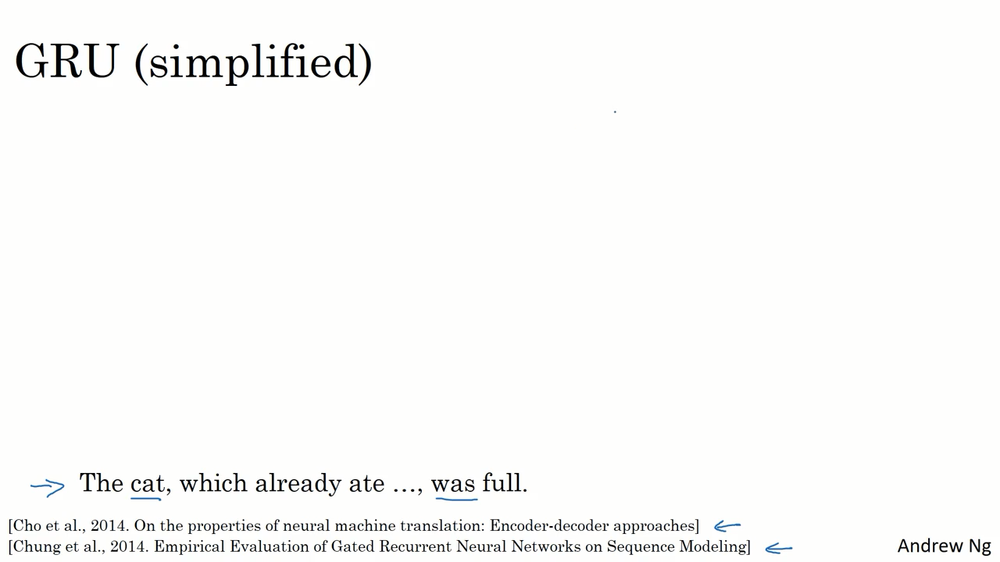 GRU (simplified)
The cat, which already ate ..., was full.
[Cho et al., 2014. On the properties of neural machine translation: Encoder-decoder approaches]
[Chung et al., 2014. Empirical Evaluation of Gated Recurrent Neural Networks on Sequence Modeling]
Andrew Ng